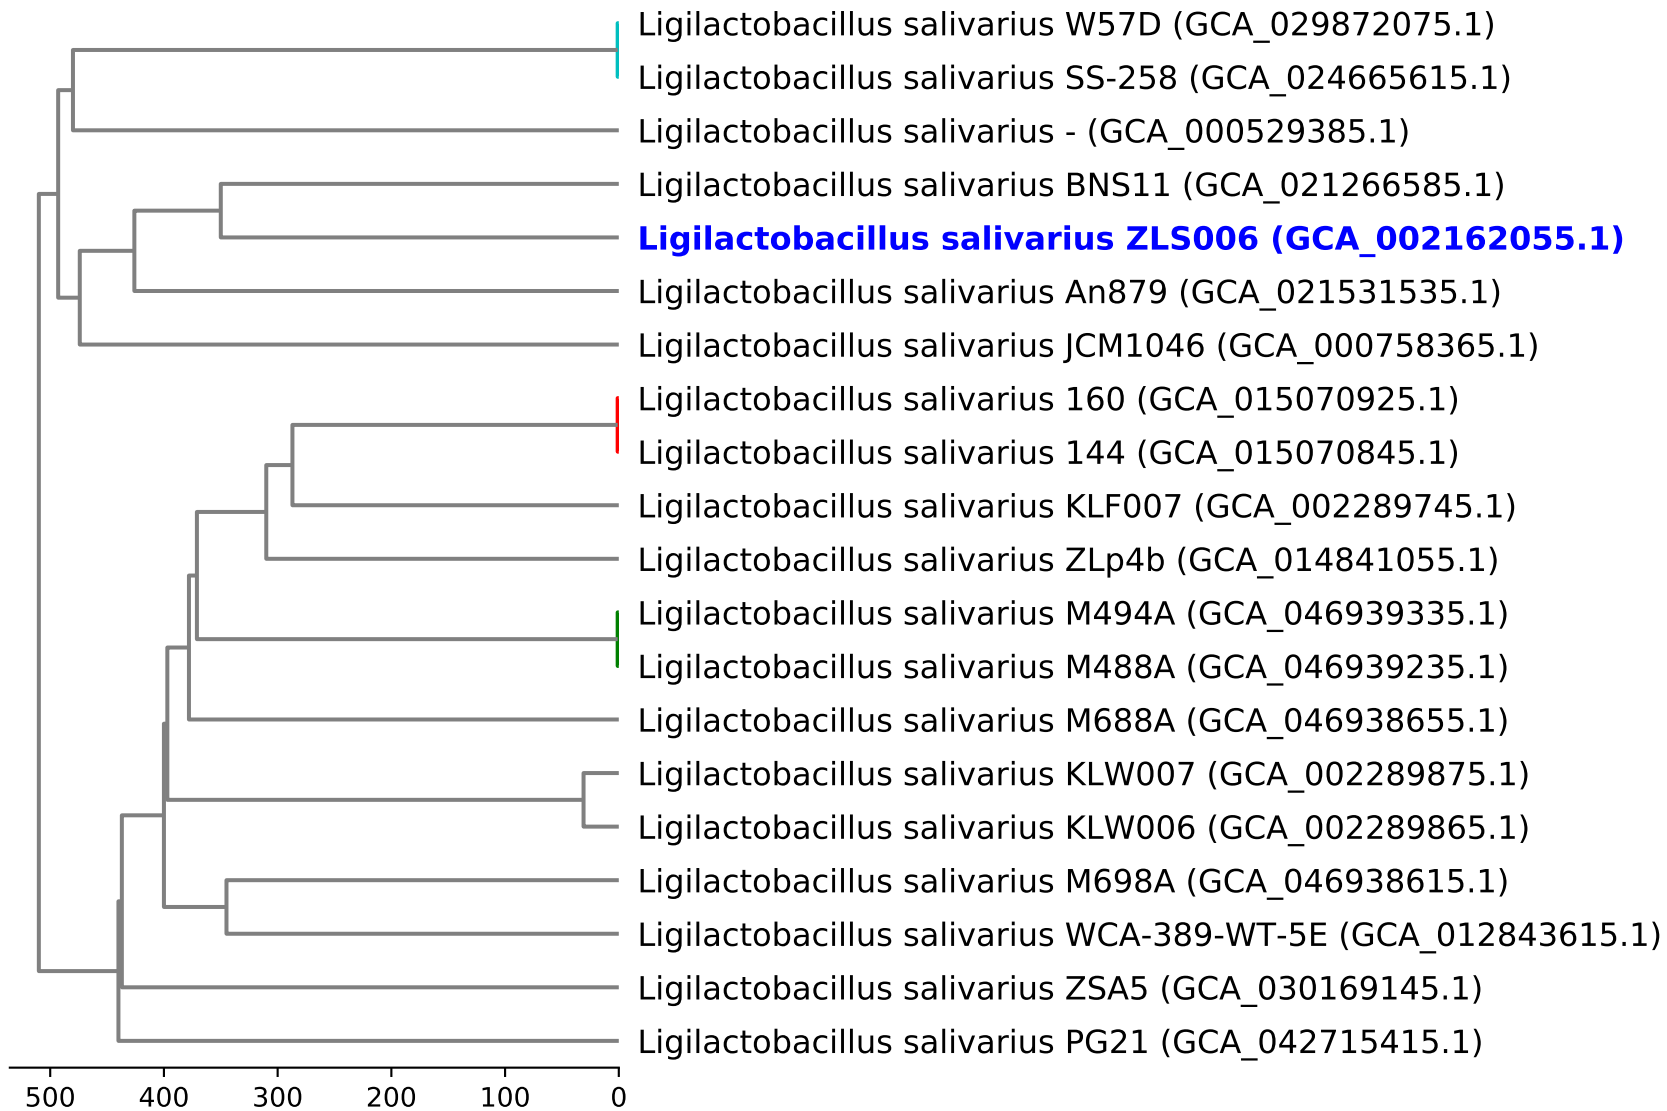 Ligilactobacillus salivarius W57D (GCA_029872075.1)
Ligilactobacillus salivarius SS-258 (GCA_024665615.1)
Ligilactobacillus salivarius - (GCA_000529385.1)
Ligilactobacillus salivarius BNS11 (GCA_021266585.1)
Ligilactobacillus salivarius ZLS006 (GCA_002162055.1)
Ligilactobacillus salivarius An879 (GCA_021531535.1)
Ligilactobacillus salivarius JCM1046 (GCA_000758365.1)
Ligilactobacillus salivarius 160 (GCA_015070925.1)
Ligilactobacillus salivarius 144 (GCA_015070845.1)
Ligilactobacillus salivarius KLF007 (GCA_002289745.1)
Ligilactobacillus salivarius ZLp4b (GCA_014841055.1)
Ligilactobacillus salivarius M494A (GCA_046939335.1)
Ligilactobacillus salivarius M488A (GCA_046939235.1)
Ligilactobacillus salivarius M688A (GCA_046938655.1)
Ligilactobacillus salivarius KLW007 (GCA_002289875.1)
Ligilactobacillus salivarius KLW006 (GCA_002289865.1)
Ligilactobacillus salivarius M698A (GCA_046938615.1)
Ligilactobacillus salivarius WCA-389-WT-5E (GCA_012843615.1)
Ligilactobacillus salivarius ZSA5 (GCA_030169145.1)
Ligilactobacillus salivarius PG21 (GCA_042715415.1)
500 400 300 200 100 0